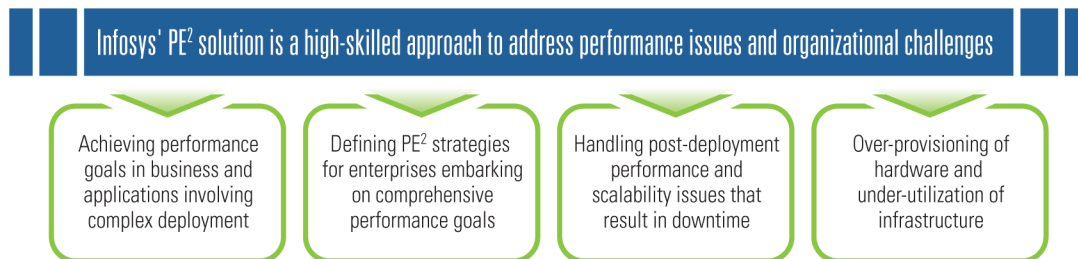 Infosys' PE² solution is a high-skilled approach to address performance issues and organizational challenges
Achieving performance
goals in business and
applications involving
complex deployment
Defining PE² strategies
for enterprises embarking
on comprehensive
performance goals
Handling post-deployment
performance and
scalability issues that
result in downtime
Over-provisioning of
hardware and
under-utilization of
infrastructure